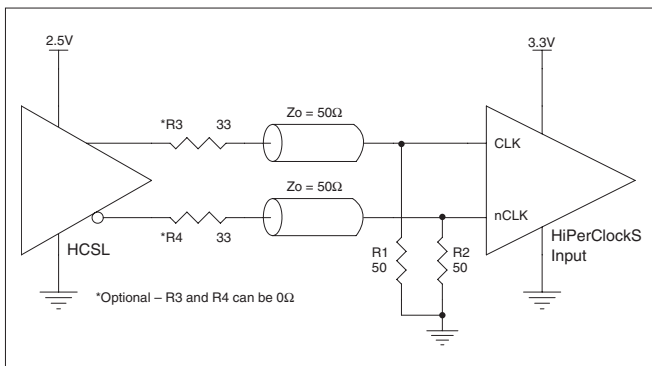 2.5V
3.3V
*R3 33
Zo = 50Ω
CLK
Zo = 50Ω
nCLK
*R4 33
HCSL
R1
50
R2
50
HiPerClockS
Input
*Optional – R3 and R4 can be 0Ω